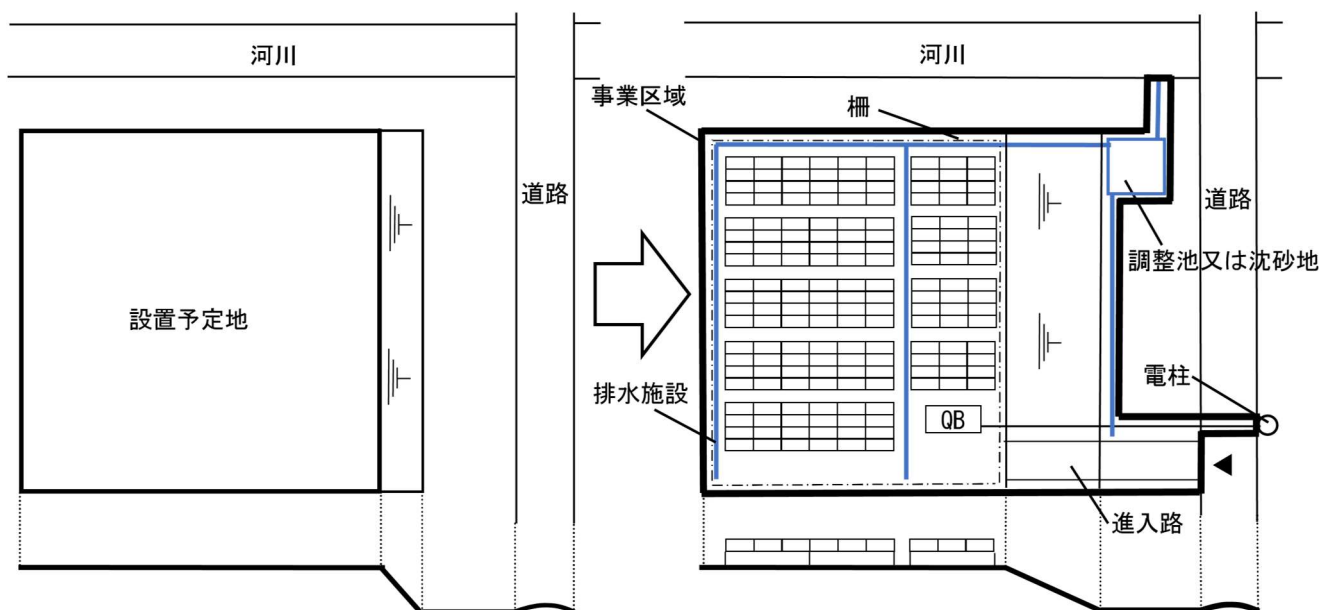 河川
道路
設置予定地
河川
事業区域
柵
道路
調整池又は沈砂地
電柱
排水施設
QB
進入路